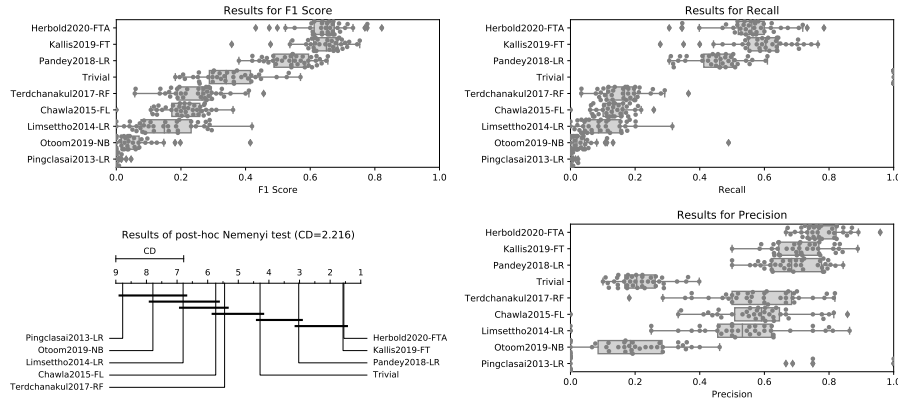 Results for F1 Score
Herbold2020-FTA
Kallis2019-FT
Pandey2018-LR
Trivial
Terdchanakul2017-RF
Chawla2015-FL
Limsettho2014-LR
Otoom2019-NB
Pingclasai2013-LR
0.0 0.2 0.4 0.6 0.8 1.0
F1 Score
Results for Recall
Herbold2020-FTA
Kallis2019-FT
Pandey2018-LR
Trivial
Terdchanakul2017-RF
Chawla2015-FL
Limsettho2014-LR
Otoom2019-NB
Pingclasai2013-LR
0.0 0.2 0.4 0.6 0.8 1.0
Recall
Results of post-hoc Nemenyi test (CD=2.216)
CD
9 8 7 6 5 4 3 2 1
Pingclasai2013-LR
Otoom2019-NB
Limsettho2014-LR
Chawla2015-FL
Terdchanakul2017-RF
Herbold2020-FTA
Kallis2019-FT
Pandey2018-LR
Trivial
Results for Precision
Herbold2020-FTA
Kallis2019-FT
Pandey2018-LR
Trivial
Terdchanakul2017-RF
Chawla2015-FL
Limsettho2014-LR
Otoom2019-NB
Pingclasai2013-LR
0.0 0.2 0.4 0.6 0.8 1.0
Precision